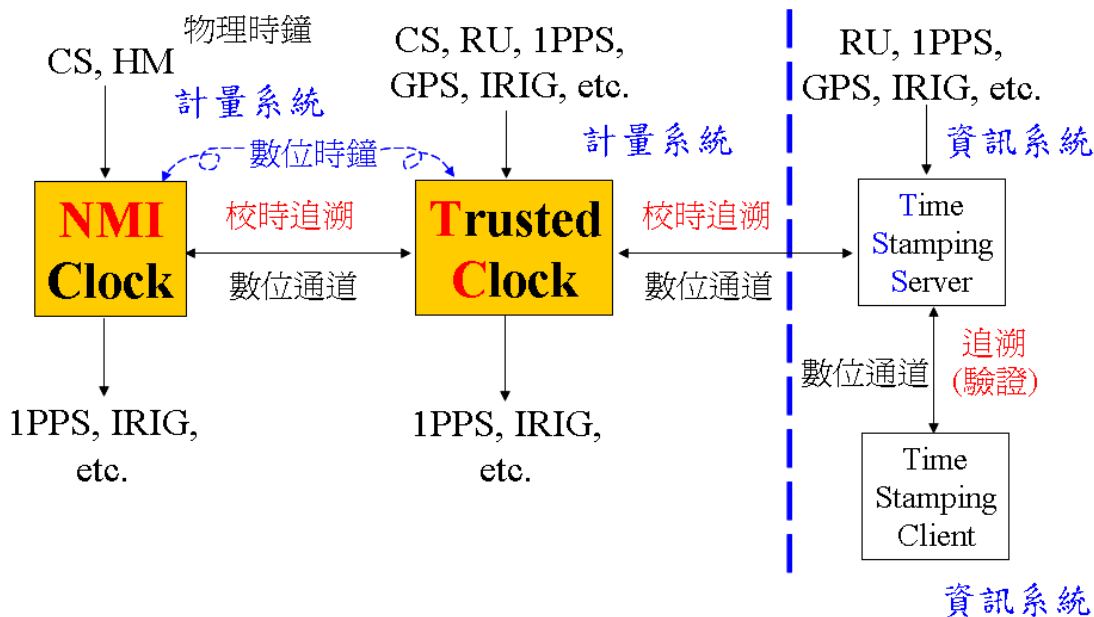 物理時鐘
CS, HM
計量系統
數位時鐘
NMI
Clock
校時追溯
數位通道
1PPS, IRIG,
etc.
CS, RU, 1PPS,
GPS, IRIG, etc.
計量系統
Trusted
Clock
校時追溯
數位通道
1PPS, IRIG,
etc.
RU, 1PPS,
GPS, IRIG, etc.
資訊系統
Time
Stamping
Server
數位通道
追溯
(驗證)
Time
Stamping
Client
資訊系統